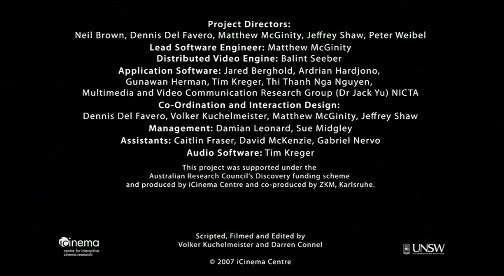 Project Directors:
Neil Brown, Dennis Del Favero, Matthew McGinity, Jeffrey Shaw, Peter Weibel
Lead Software Engineer: Matthew McGinity
Distributed Video Engine: Balint Seeber
Application Software: Jared Berghold, Ardrian Hardjono,
Gunawan Herman, Tim Kreger, Thi Thanh Nga Nguyen,
Multimedia and Video Communication Research Group (Dr Jack Yu) NICTA
Co-Ordination and Interaction Design:
Dennis Del Favero, Volker Kuchelmeister, Matthew McGinity, Jeffrey Shaw
Management: Damian Leonard, Sue Midgley
Assistants: Caitlin Fraser, David McKenzie, Gabriel Nervo
Audio Software: Tim Kreger
This project was supported under the
Australian Research Council's Discovery funding scheme
and produced by iCinema Centre and co-produced by ZKM, Karlsruhe.
Scripted, Filmed and Edited by
Volker Kuchelmeister and Darren Connel
© 2007 iCinema Centre
iCinema
center for interactive
cinema research
UNSW